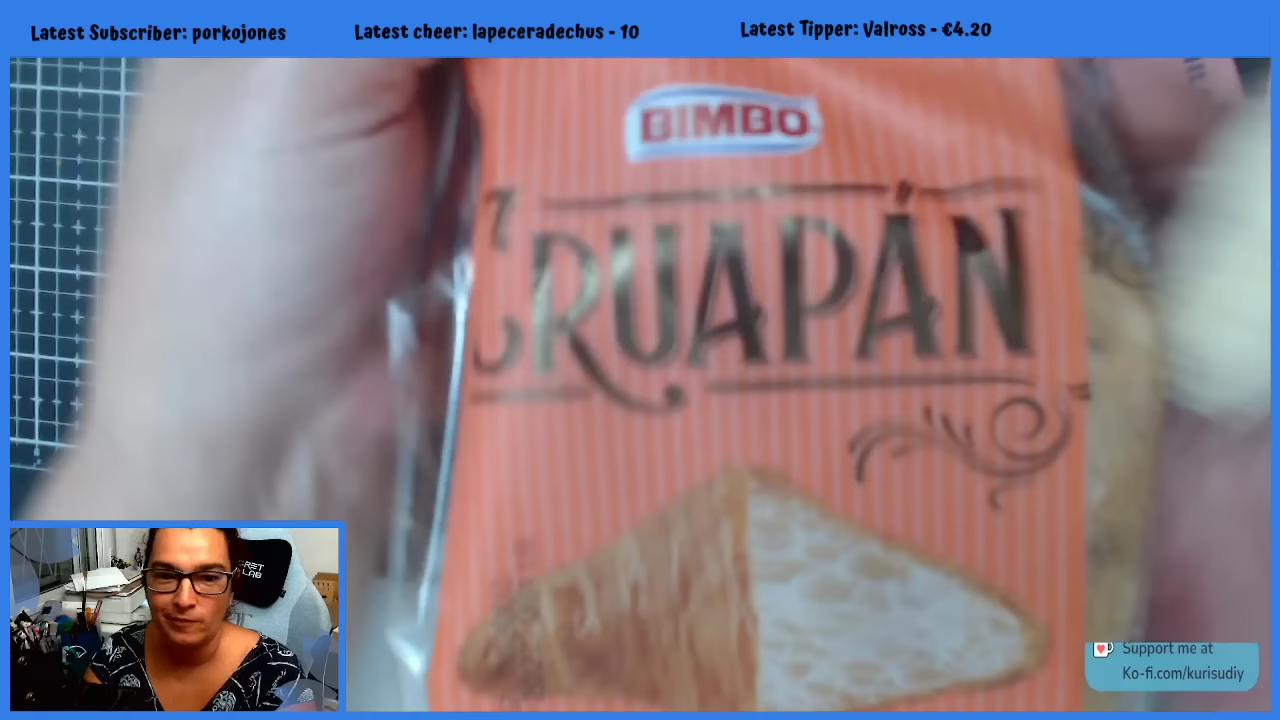 Latest Subscriber: porkojones
Latest cheer: lapeceradechus - 10
Latest Tipper: Valross - €4.20
BIMBO
CRUAPÁN
Support me at
Ko-fi.com/kurisudiy